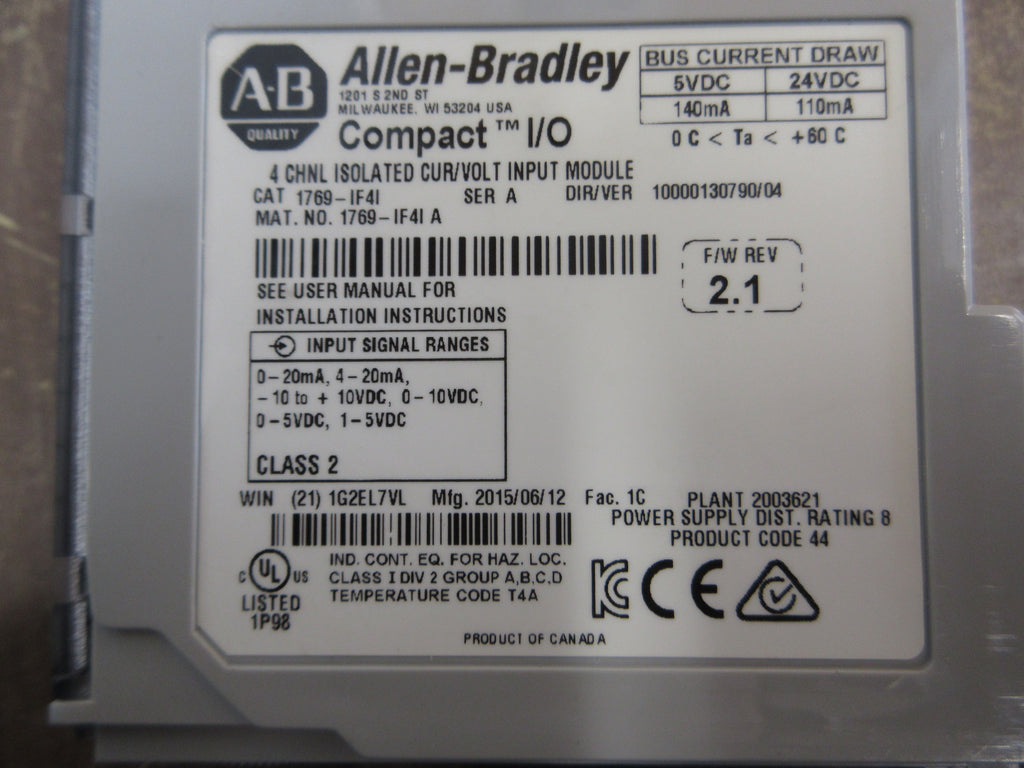 A-B
QUALITY
Allen-Bradley
1201 S 2ND ST
MILWAUKEE. WI 53204 USA
Compact ™ I/O
BUS CURRENT DRAW
5VDC 24VDC
140mA 110mA
0 C < Ta < +60 C
4 CHNL ISOLATED CUR/VOLT INPUT MODULE
CAT 1769-IF4I SER A DIR/VER 10000130790/04
MAT. NO. 1769-IF4I A
F/W REV
2.1
SEE USER MANUAL FOR
INSTALLATION INSTRUCTIONS
INPUT SIGNAL RANGES
0-20mA, 4-20mA,
-10 to + 10VDC, 0-10VDC,
0-5VDC, 1-5VDC
CLASS 2
WIN (21) 1G2EL7VL Mfg. 2015/06/12 Fac. 1C PLANT 2003621
POWER SUPPLY DIST. RATING 8
PRODUCT CODE 44
C UL US
LISTED
1P98
IND. CONT. EQ. FOR HAZ. LOC.
CLASS I DIV 2 GROUP A,B,C,D
TEMPERATURE CODE T4A
KC CE
PRODUCT OF CANADA